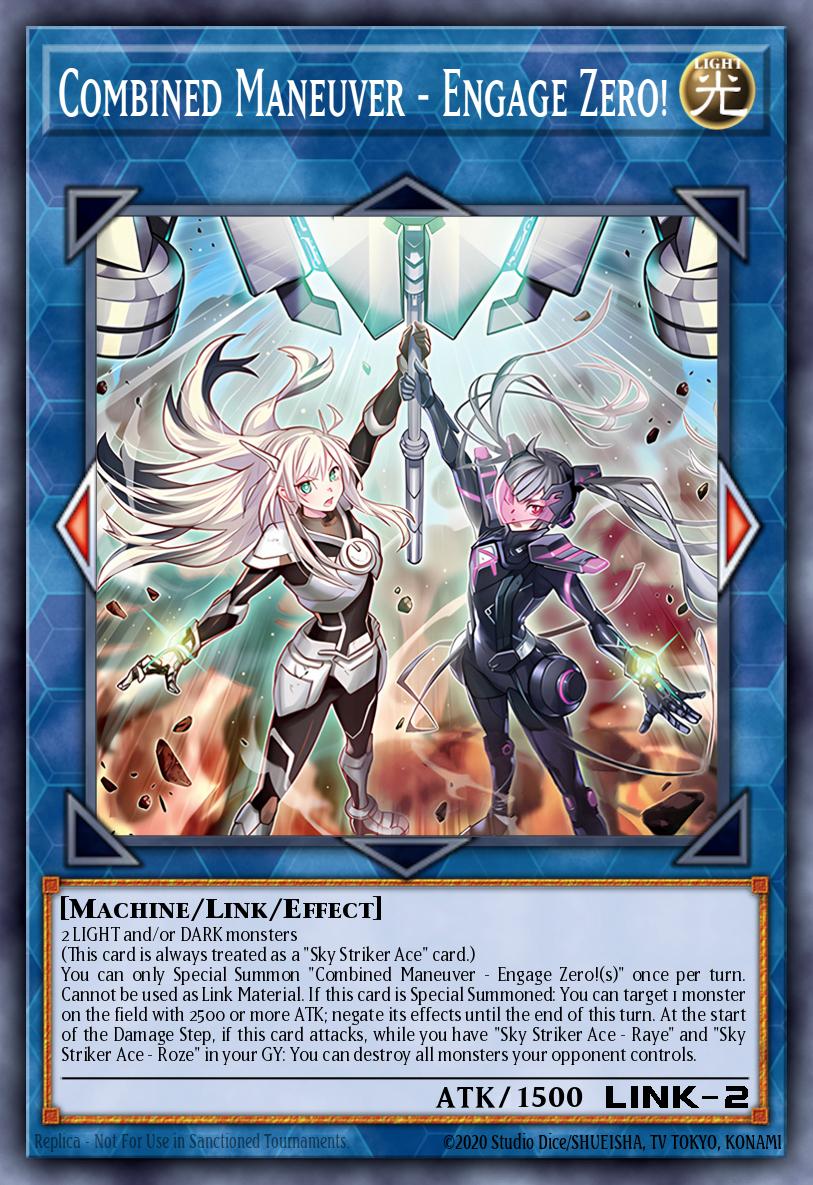 COMBINED MANEUVER - ENGAGE ZERO!
LIGHT
光
[MACHINE/LINK/EFFECT]
2 LIGHT and/or DARK monsters
(This card is always treated as a "Sky Striker Ace" card.)
You can only Special Summon "Combined Maneuver - Engage Zero!(s)" once per turn.
Cannot be used as Link Material. If this card is Special Summoned: You can target 1 monster
on the field with 2500 or more ATK; negate its effects until the end of this turn. At the start
of the Damage Step, if this card attacks, while you have "Sky Striker Ace - Raye" and "Sky
Striker Ace - Roze" in your GY: You can destroy all monsters your opponent controls.
ATK/1500 LINK-2
Replica - Not For Use in Sanctioned Tournaments. ©2020 Studio Dice/SHUEISHA, TV TOKYO, KONAMI